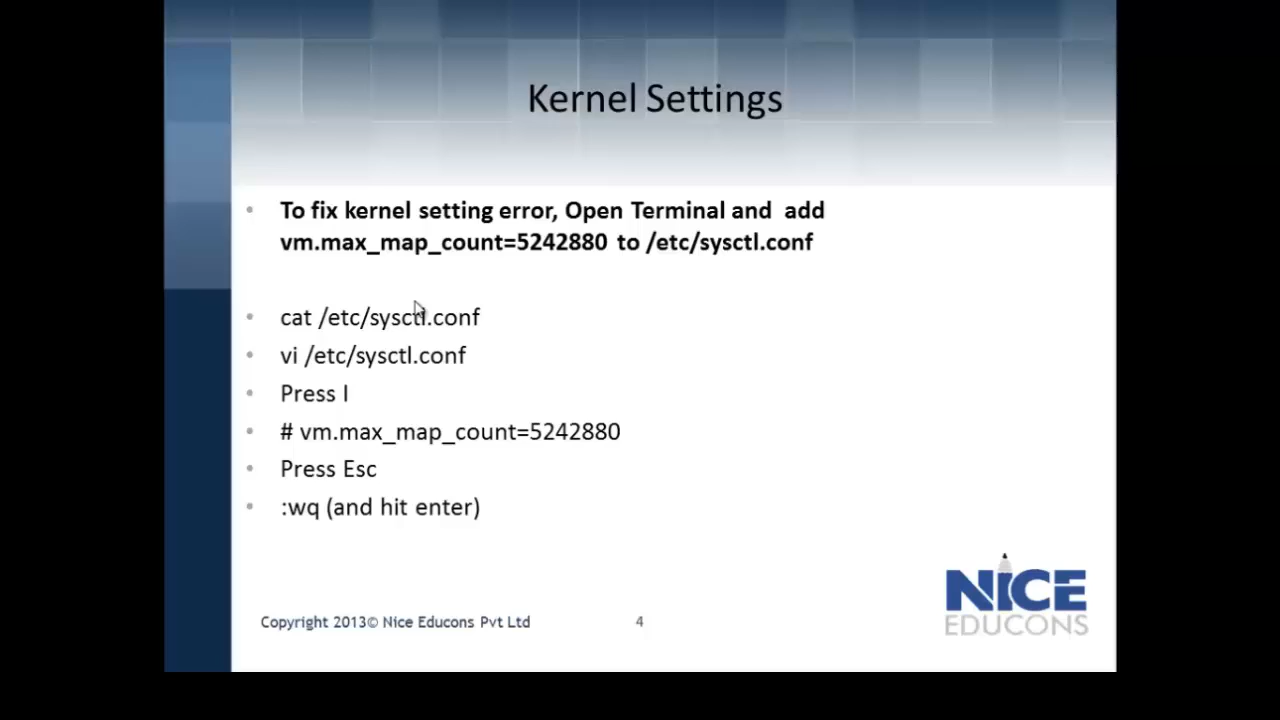 Kernel Settings
• To fix kernel setting error, Open Terminal and add
vm.max_map_count=5242880 to /etc/sysctl.conf
• cat /etc/sysctl.conf
• vi /etc/sysctl.conf
• Press I
• # vm.max_map_count=5242880
• Press Esc
• :wq (and hit enter)
NICE
EDUCONS
Copyright 2013© Nice Educons Pvt Ltd
4